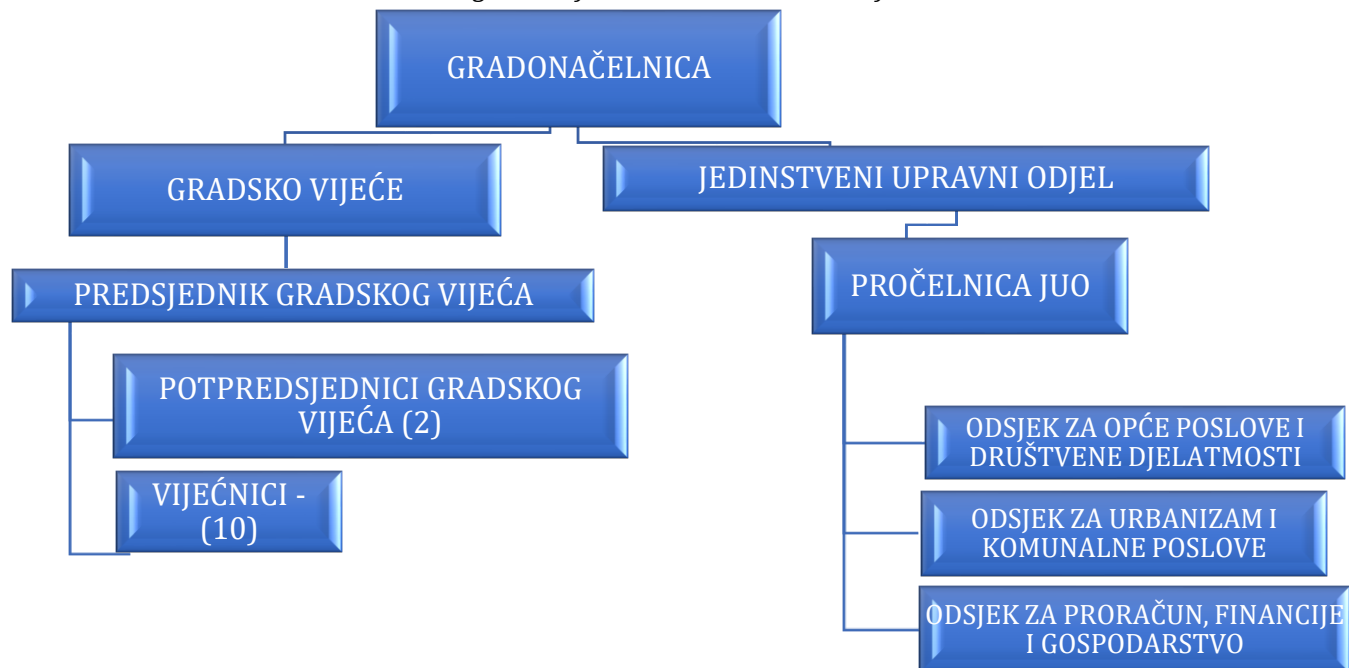 GRADONAČELNICA
GRADSKO VIJEĆE
JEDINSTVENI UPRAVNI ODJEL
PREDSJEDNIK GRADSKOG VIJEĆA
PROČELNICA JUO
POTPREDSJEDNICI GRADSKOG
VIJEĆA (2)
VIJEĆNICI -
(10)
ODSJEK ZA OPĆE POSLOVE I
DRUŠTVENE DJELATMOSTI
ODSJEK ZA URBANIZAM I
KOMUNALNE POSLOVE
ODSJEK ZA PRORAČUN, FINANCIJE
I GOSPODARSTVO